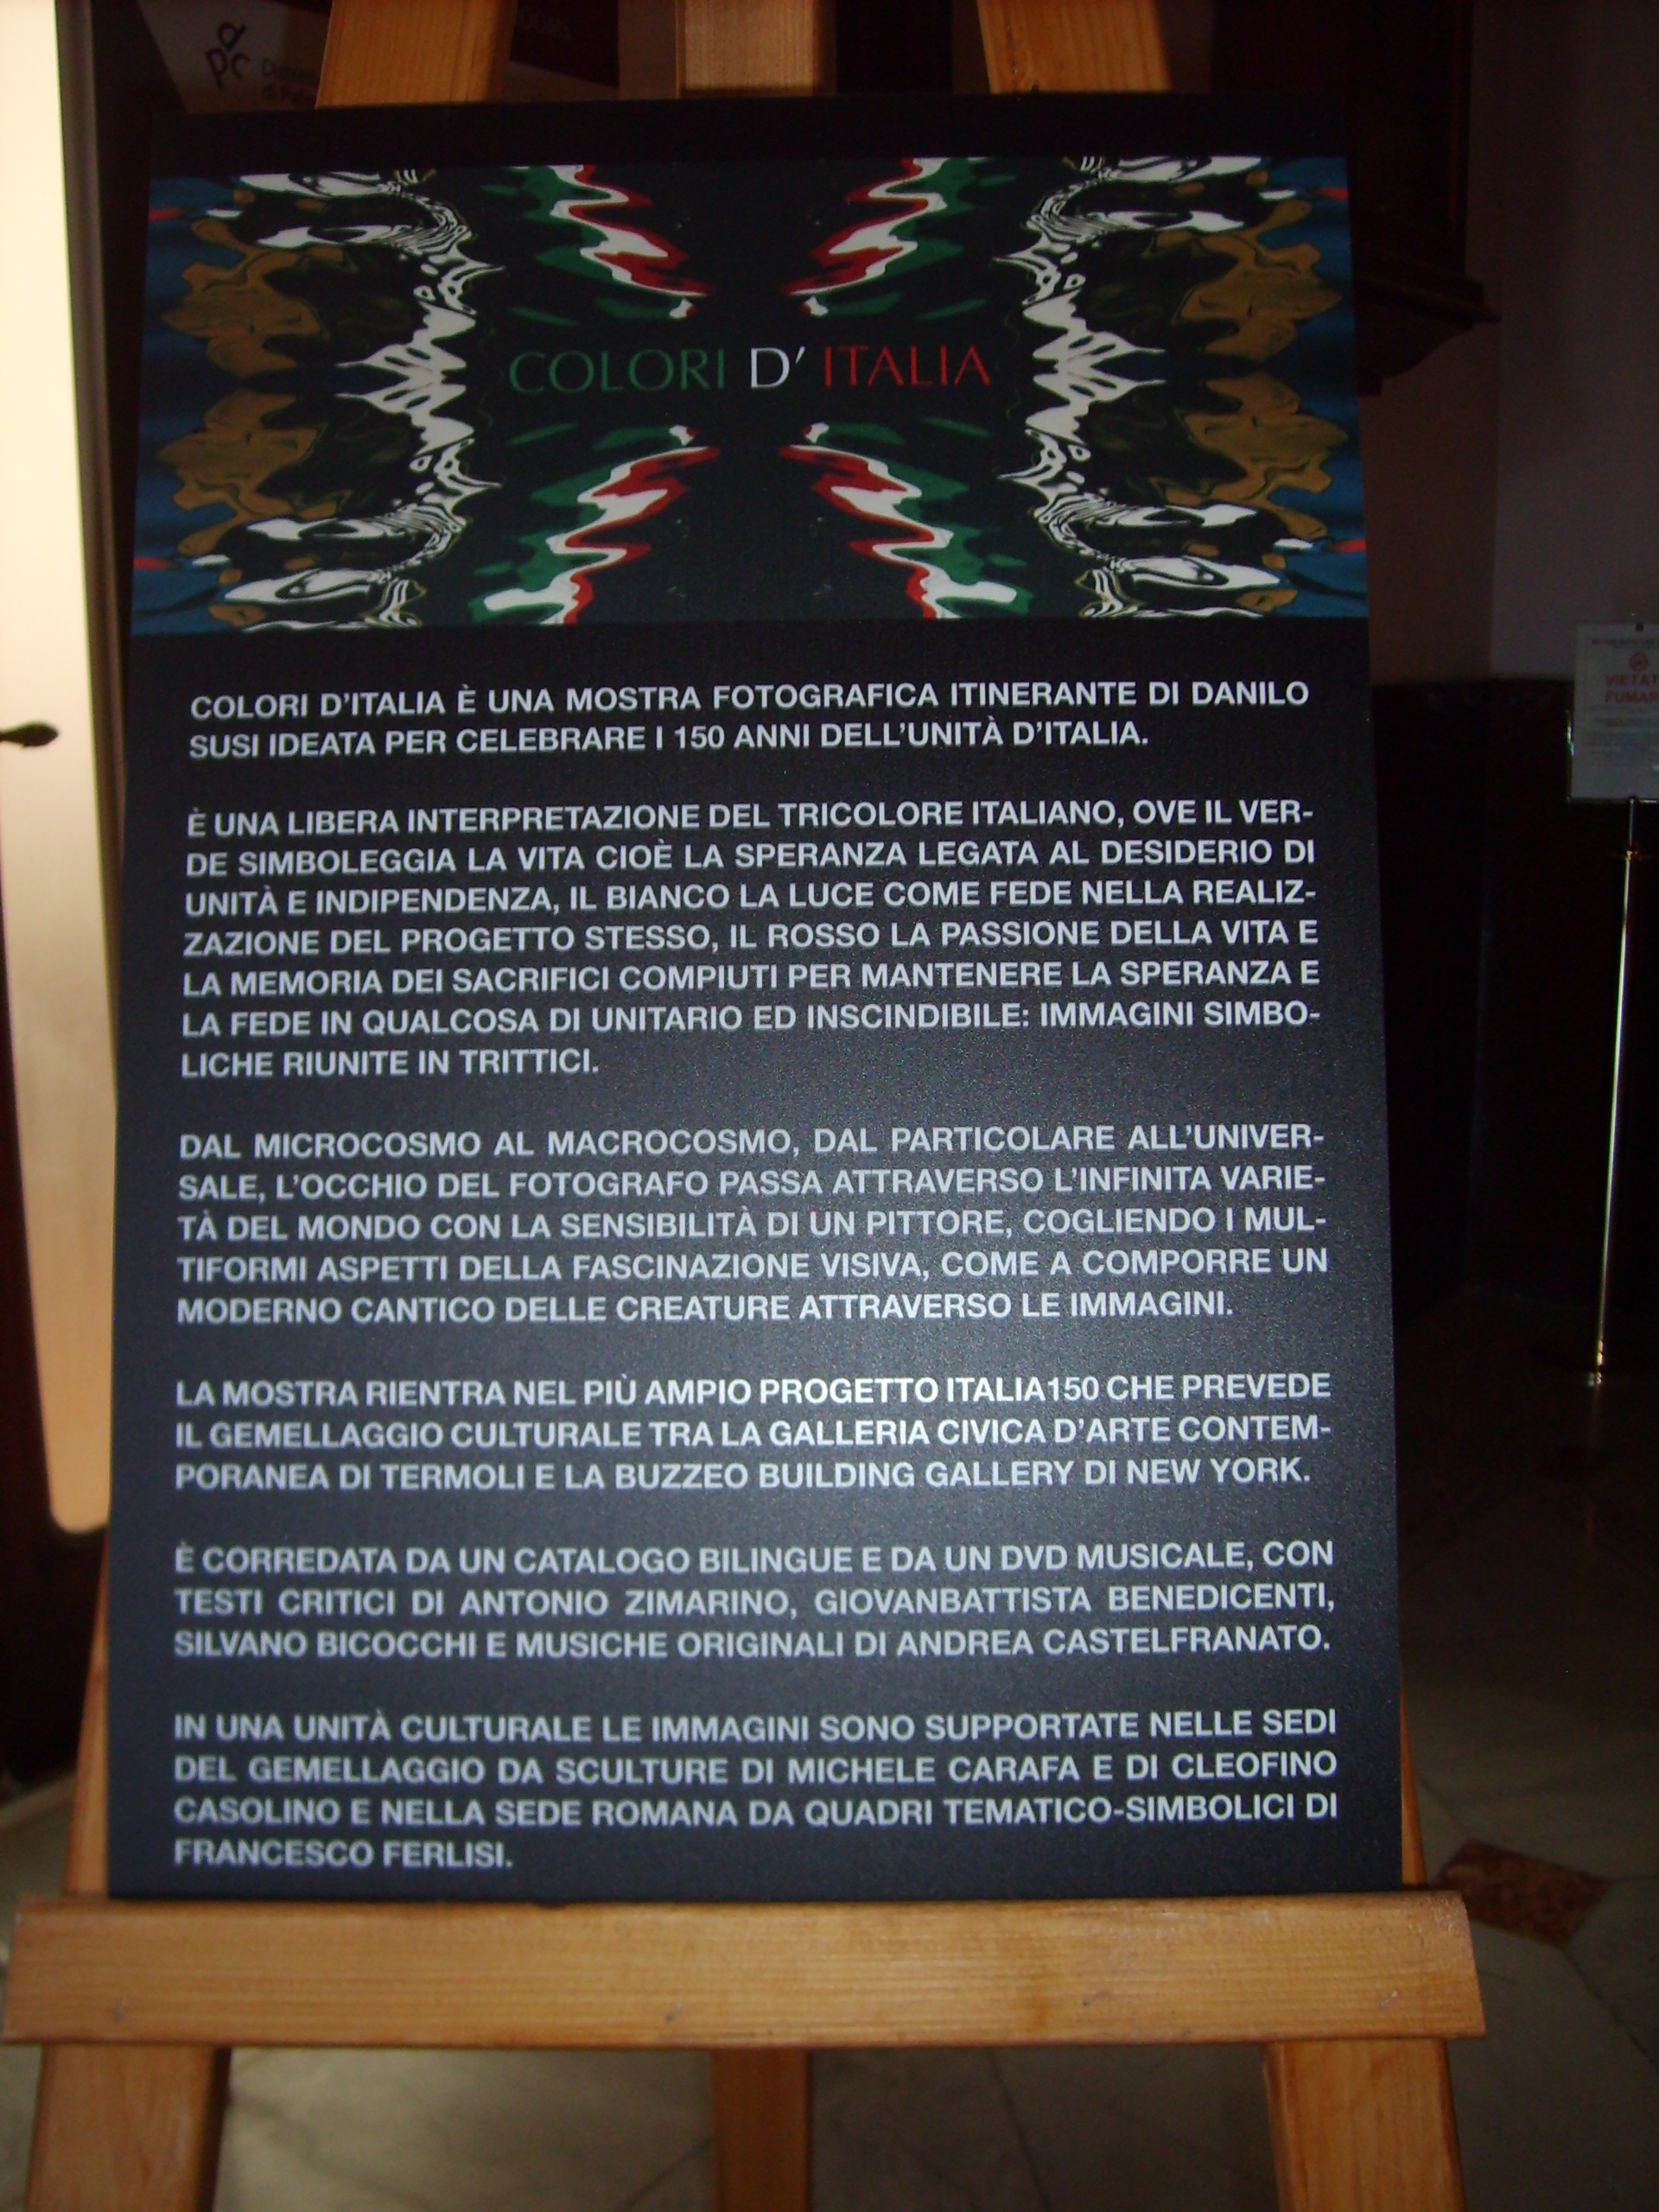 COLORI D' ITALIA
COLORI D'ITALIA È UNA MOSTRA FOTOGRAFICA ITINERANTE DI DANILO
SUSI IDEATA PER CELEBRARE I 150 ANNI DELL'UNITÀ D'ITALIA.
È UNA LIBERA INTERPRETAZIONE DEL TRICOLORE ITALIANO, OVE IL VER-
DE SIMBOLEGGIA LA VITA CIOÈ LA SPERANZA LEGATA AL DESIDERIO DI
UNITÀ E INDIPENDENZA, IL BIANCO LA LUCE COME FEDE NELLA REALIZ-
ZAZIONE DEL PROGETTO STESSO, IL ROSSO LA PASSIONE DELLA VITA E
LA MEMORIA DEI SACRIFICI COMPIUTI PER MANTENERE LA SPERANZA E
LA FEDE IN QUALCOSA DI UNITARIO ED INSCINDIBILE: IMMAGINI SIMBO-
LICHE RIUNITE IN TRITTICI.
DAL MICROCOSMO AL MACROCOSMO, DAL PARTICOLARE ALL'UNIVER-
SALE, L'OCCHIO DEL FOTOGRAFO PASSA ATTRAVERSO L'INFINITA VARIE-
TÀ DEL MONDO CON LA SENSIBILITÀ DI UN PITTORE, COGLIENDO I MUL-
TIFORMI ASPETTI DELLA FASCINAZIONE VISIVA, COME A COMPORRE UN
MODERNO CANTICO DELLE CREATURE ATTRAVERSO LE IMMAGINI.
LA MOSTRA RIENTRA NEL PIÙ AMPIO PROGETTO ITALIA150 CHE PREVEDE
IL GEMELLAGGIO CULTURALE TRA LA GALLERIA CIVICA D'ARTE CONTEM-
PORANEA DI TERMOLI E LA BUZZEO BUILDING GALLERY DI NEW YORK.
È CORREDATA DA UN CATALOGO BILINGUE E DA UN DVD MUSICALE, CON
TESTI CRITICI DI ANTONIO ZIMARINO, GIOVANBATTISTA BENEDICENTI,
SILVANO BICOCCHI E MUSICHE ORIGINALI DI ANDREA CASTELFRANATO.
IN UNA UNITÀ CULTURALE LE IMMAGINI SONO SUPPORTATE NELLE SEDI
DEL GEMELLAGGIO DA SCULTURE DI MICHELE CARAFA E DI CLEOFINO
CASOLINO E NELLA SEDE ROMANA DA QUADRI TEMATICO-SIMBOLICI DI
FRANCESCO FERLISI.